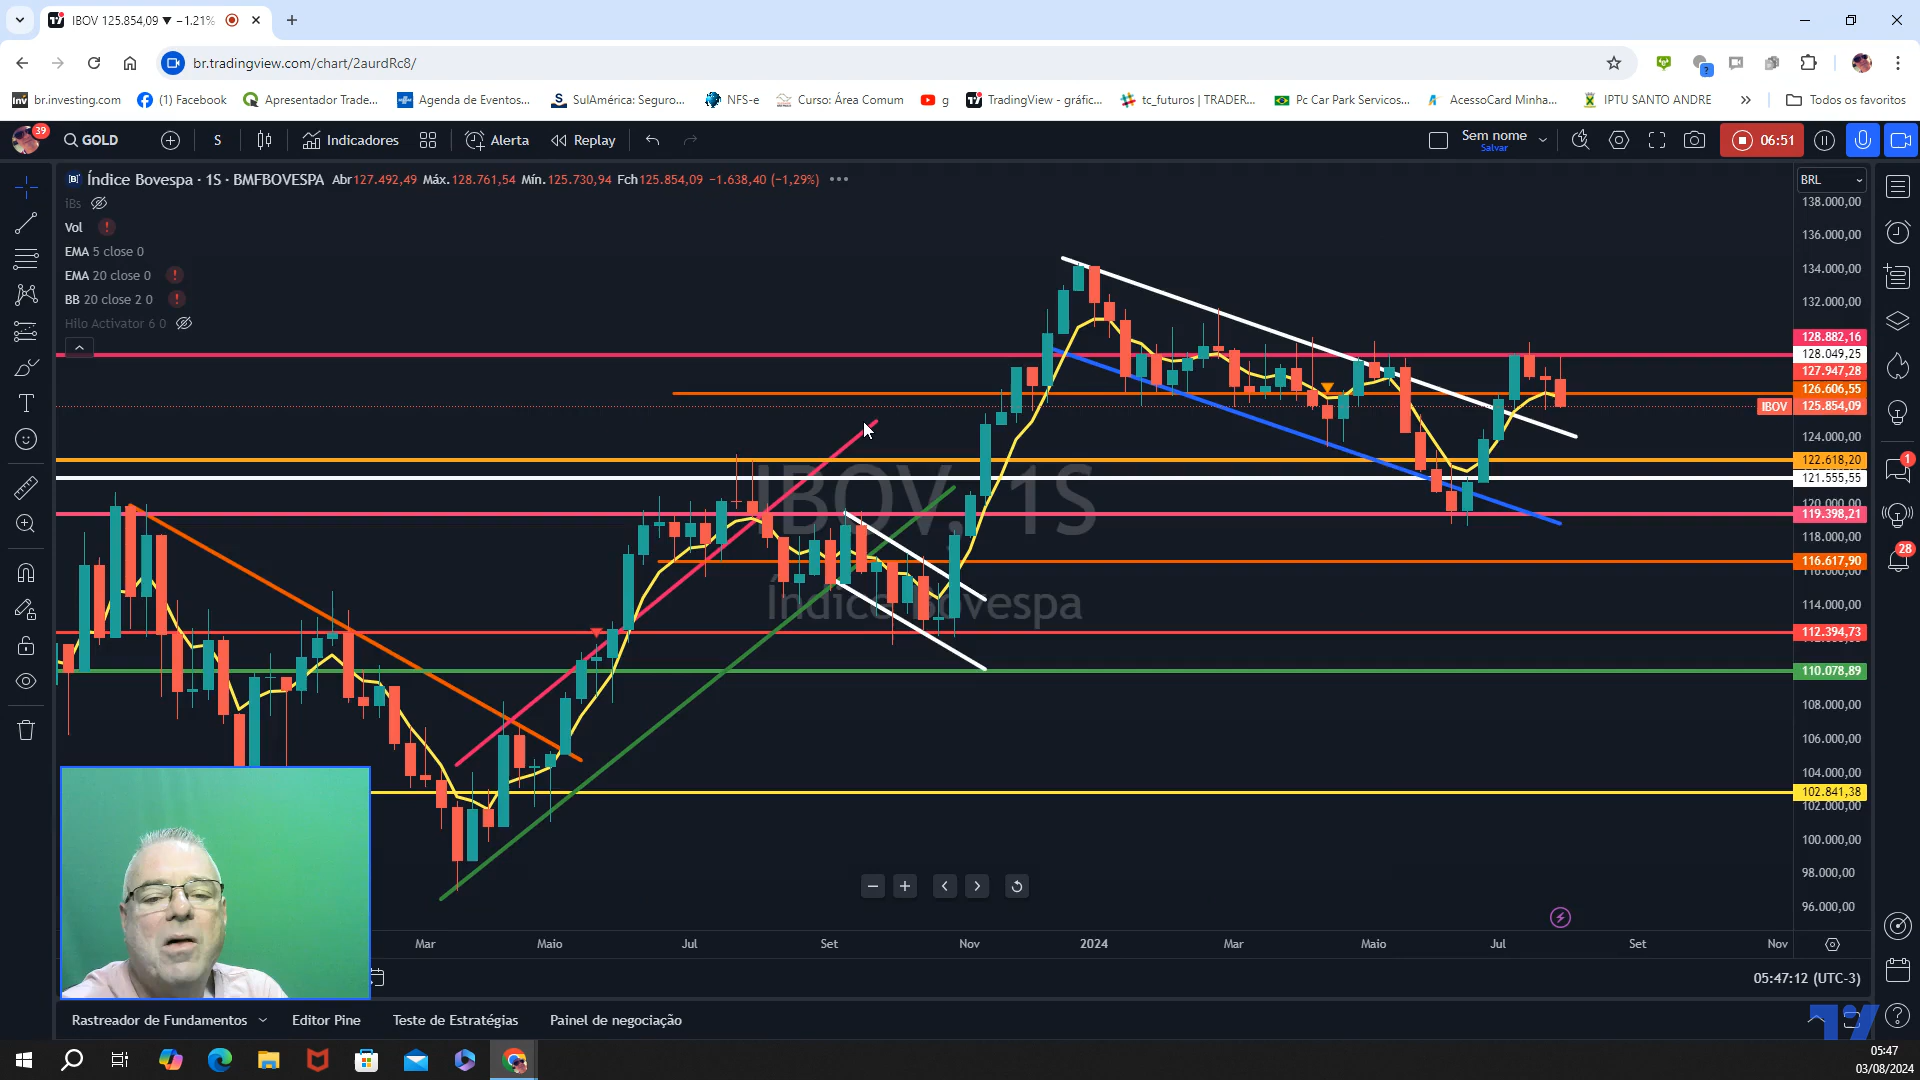 IBOV 125.854,09 ▼ −1.21%
br.tradingview.com/chart/2aurdRc8/
br.investing.com
(1) Facebook
Apresentador Trade...
Agenda de Eventos...
SulAmérica: Seguro...
NFS-e
Curso: Área Comum
g
TradingView - gráfic...
tc_futuros | TRADER...
Pc Car Park Servicos...
AcessoCard Minha...
IPTU SANTO ANDRE
Todos os favoritos
39
GOLD
S
Indicadores
Alerta
Replay
Sem nome
Salvar
06:51
Índice Bovespa · 1S · BMFBOVESPA Abr127.492,49 Máx.128.761,54 Mín.125.730,94 Fch125.854,09 −1.638,40 (−1,29%)
BRL
iBs
Vol
EMA 5 close 0
EMA 20 close 0
BB 20 close 2 0
Hilo Activator 6 0
IBOV, 1S
Índice Bovespa
138.000,00
136.000,00
134.000,00
132.000,00
128.882,16
128.049,25
127.947,28
126.606,55
IBOV 125.854,09
124.000,00
122.618,20
121.555,55
120.000,00
119.398,21
118.000,00
116.617,90
116.000,00
114.000,00
112.394,73
110.078,89
108.000,00
106.000,00
104.000,00
102.841,38
102.000,00
100.000,00
98.000,00
96.000,00
1
28
Mar
Maio
Jul
Set
Nov
2024
Mar
Maio
Jul
Set
Nov
05:47:12 (UTC-3)
Rastreador de Fundamentos
Editor Pine
Teste de Estratégias
Painel de negociação
05:47
03/08/2024